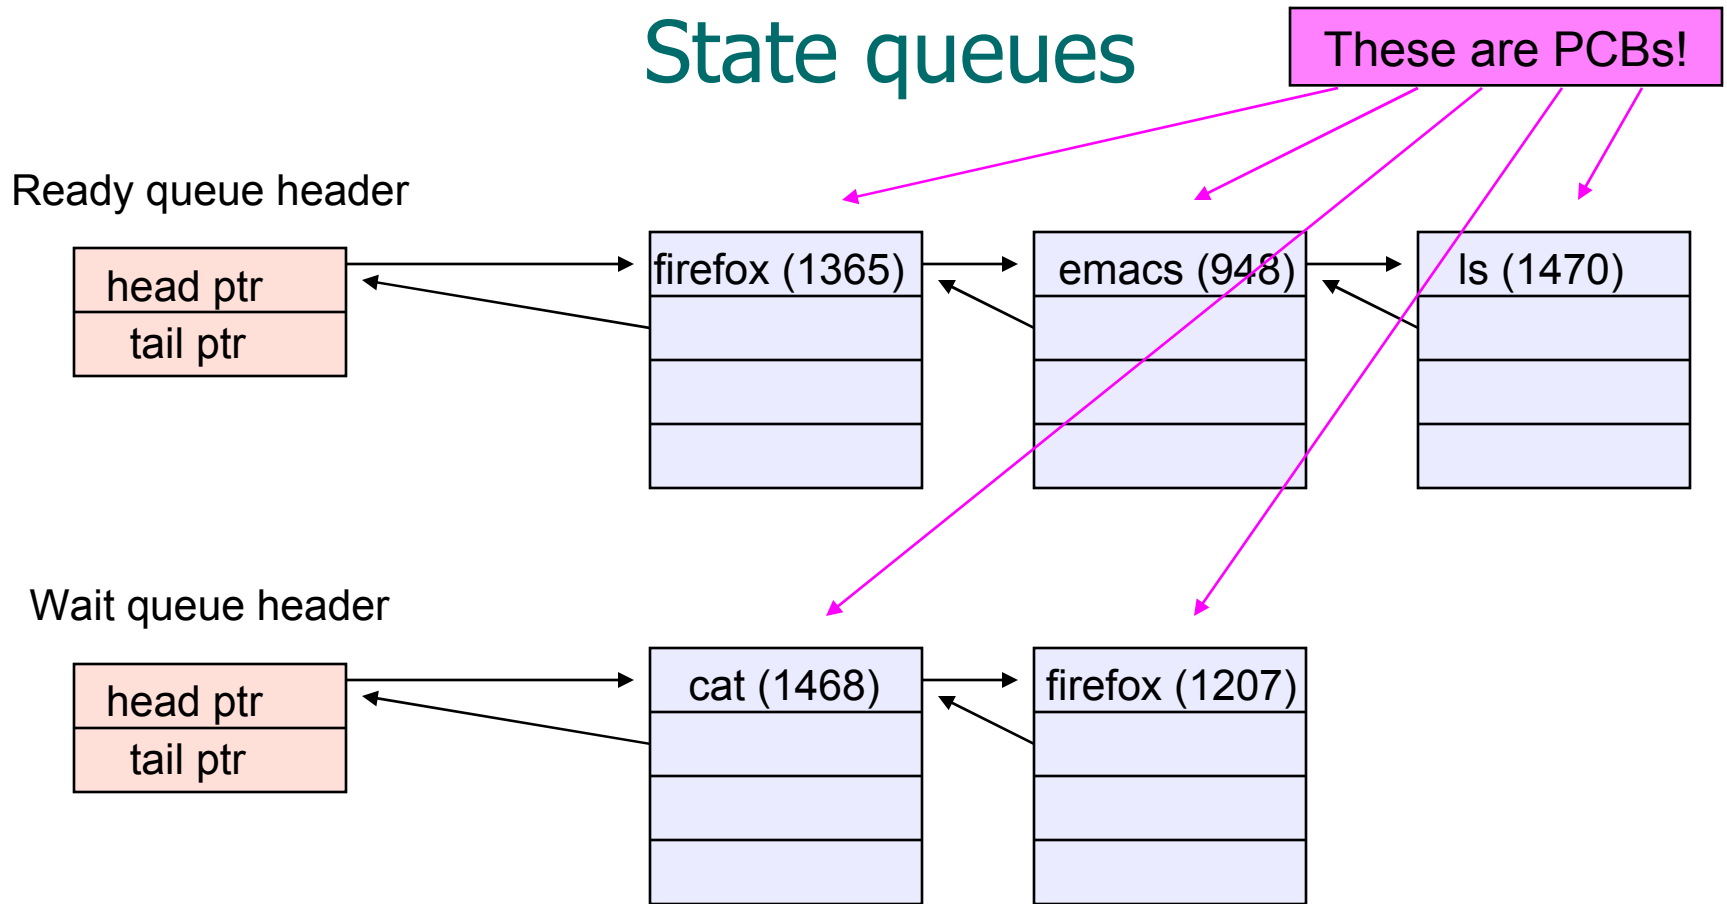 State queues
These are PCBs!
Ready queue header
head ptr
tail ptr
firefox (1365)
emacs (948)
ls (1470)
Wait queue header
head ptr
tail ptr
cat (1468)
firefox (1207)